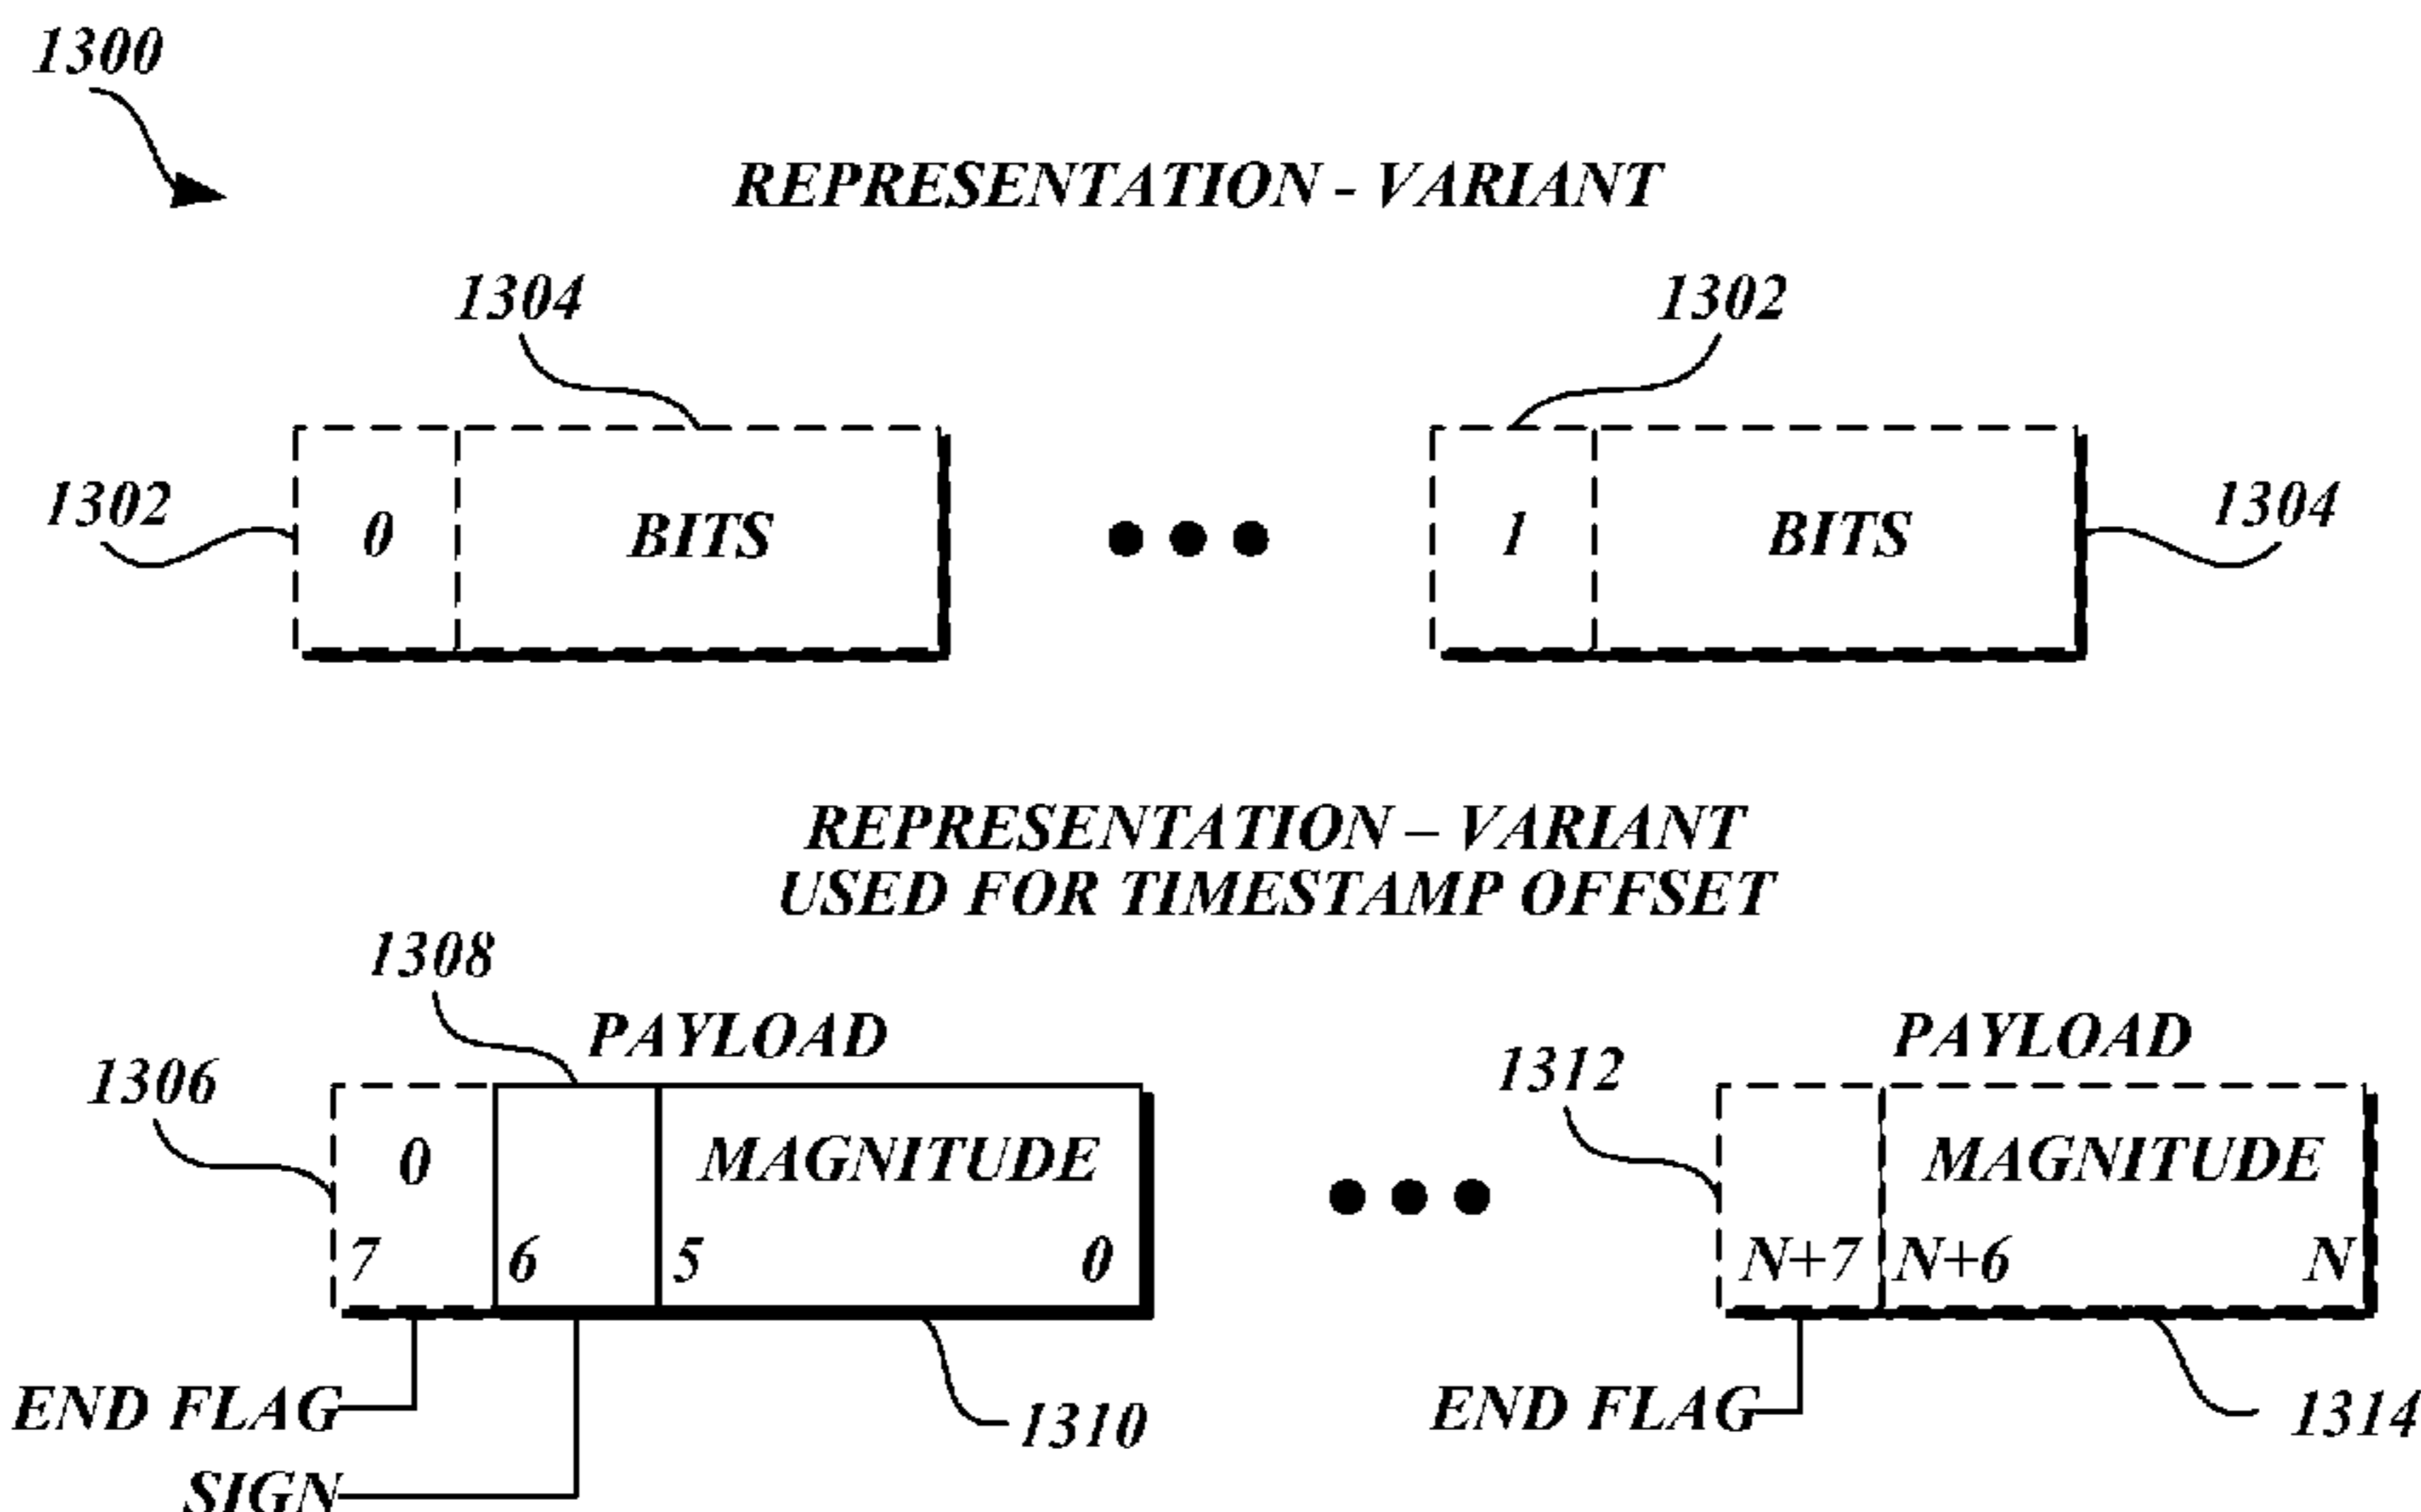 1300
REPRESENTATION - VARIANT
1304
1302
1302
0
BITS
1
BITS
1304
REPRESENTATION – VARIANT
USED FOR TIMESTAMP OFFSET
1308
PAYLOAD
PAYLOAD
1306
1312
0
MAGNITUDE
MAGNITUDE
7
6
5
0
N+7
N+6
N
END FLAG
1310
END FLAG
1314
SIGN